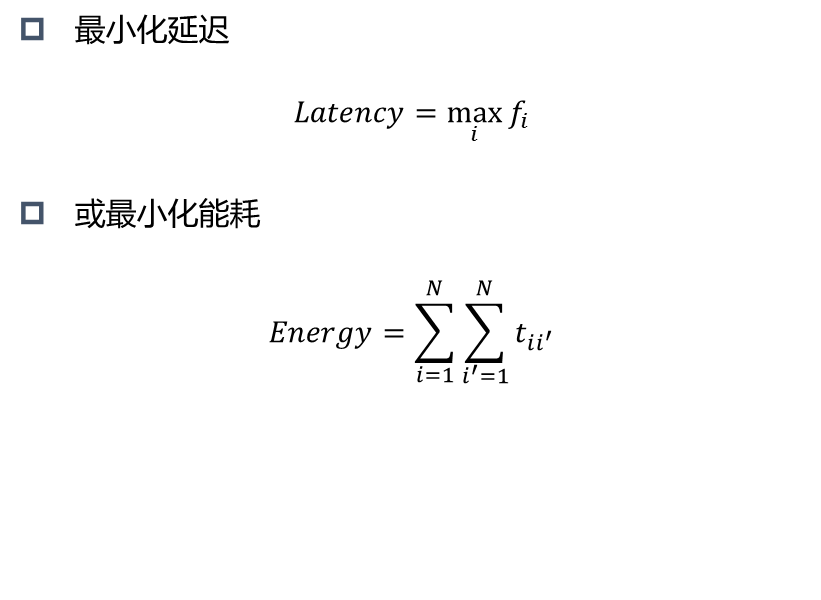 最小化延迟
Latency = max_i f_i
或最小化能耗
Energy = ∑_{i=1}^{N} ∑_{i'=1}^{N} t_{ii'}